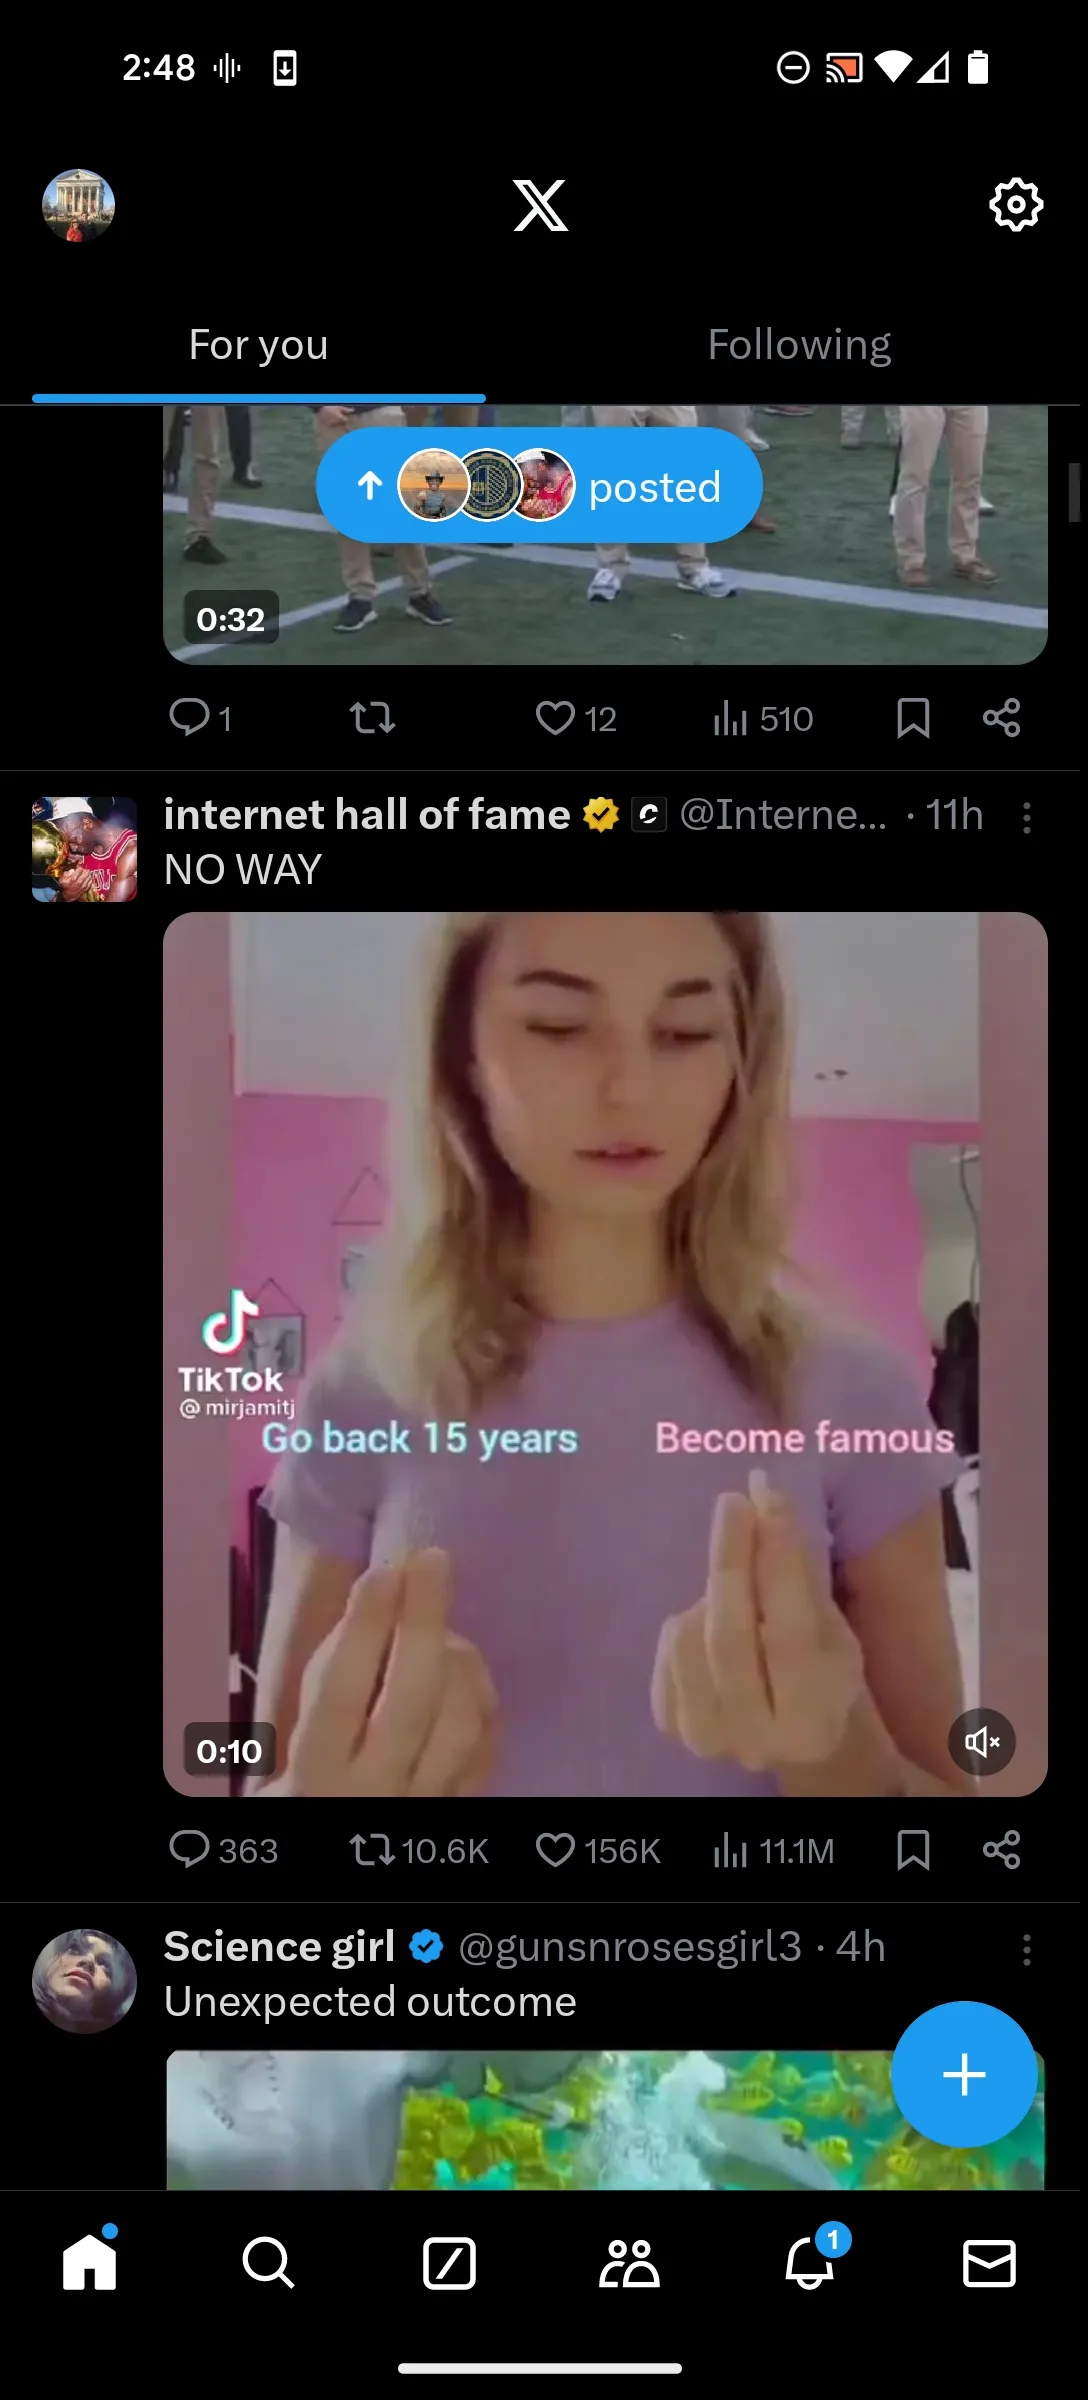 2:48
For you
Following
posted
0:32
1
12
510
internet hall of fame @Interne... · 11h
NO WAY
TikTok
@mirjamitj
Go back 15 years
Become famous
0:10
363
10.6K
156K
11.1M
Science girl @gunsnrosesgirl3 · 4h
Unexpected outcome
1